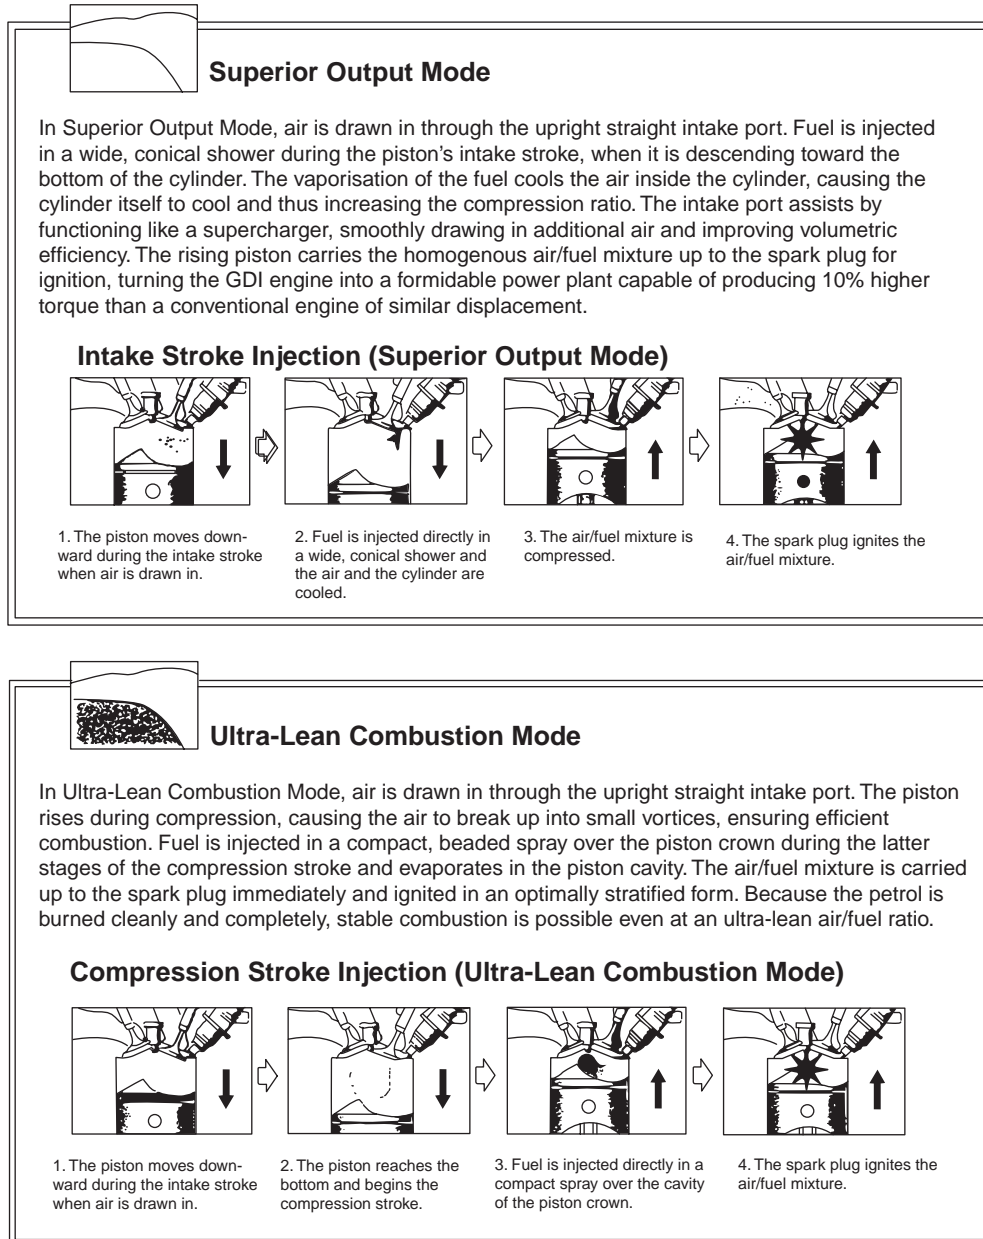 Superior Output Mode
In Superior Output Mode, air is drawn in through the upright straight intake port. Fuel is injected
in a wide, conical shower during the piston's intake stroke, when it is descending toward the
bottom of the cylinder. The vaporisation of the fuel cools the air inside the cylinder, causing the
cylinder itself to cool and thus increasing the compression ratio. The intake port assists by
functioning like a supercharger, smoothly drawing in additional air and improving volumetric
efficiency. The rising piston carries the homogenous air/fuel mixture up to the spark plug for
ignition, turning the GDI engine into a formidable power plant capable of producing 10% higher
torque than a conventional engine of similar displacement.
Intake Stroke Injection (Superior Output Mode)
1. The piston moves down-
ward during the intake stroke
when air is drawn in.
2. Fuel is injected directly in
a wide, conical shower and
the air and the cylinder are
cooled.
3. The air/fuel mixture is
compressed.
4. The spark plug ignites the
air/fuel mixture.
Ultra-Lean Combustion Mode
In Ultra-Lean Combustion Mode, air is drawn in through the upright straight intake port. The piston
rises during compression, causing the air to break up into small vortices, ensuring efficient
combustion. Fuel is injected in a compact, beaded spray over the piston crown during the latter
stages of the compression stroke and evaporates in the piston cavity. The air/fuel mixture is carried
up to the spark plug immediately and ignited in an optimally stratified form. Because the petrol is
burned cleanly and completely, stable combustion is possible even at an ultra-lean air/fuel ratio.
Compression Stroke Injection (Ultra-Lean Combustion Mode)
1. The piston moves down-
ward during the intake stroke
when air is drawn in.
2. The piston reaches the
bottom and begins the
compression stroke.
3. Fuel is injected directly in a
compact spray over the cavity
of the piston crown.
4. The spark plug ignites the
air/fuel mixture.